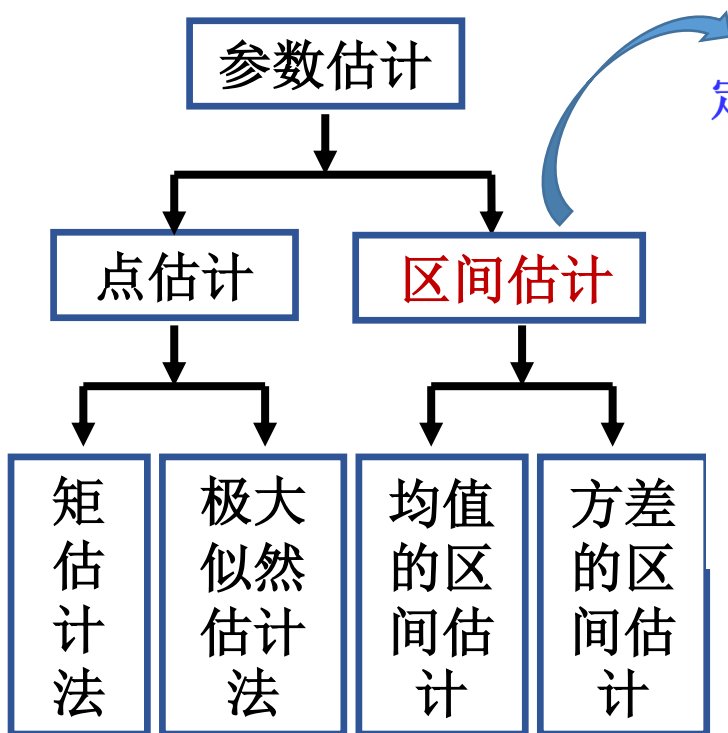 参数估计
定
点估计
区间估计
矩
估
计
法
极大
似然
估计
法
均值
的区
间估
计
方差
的区
间估
计